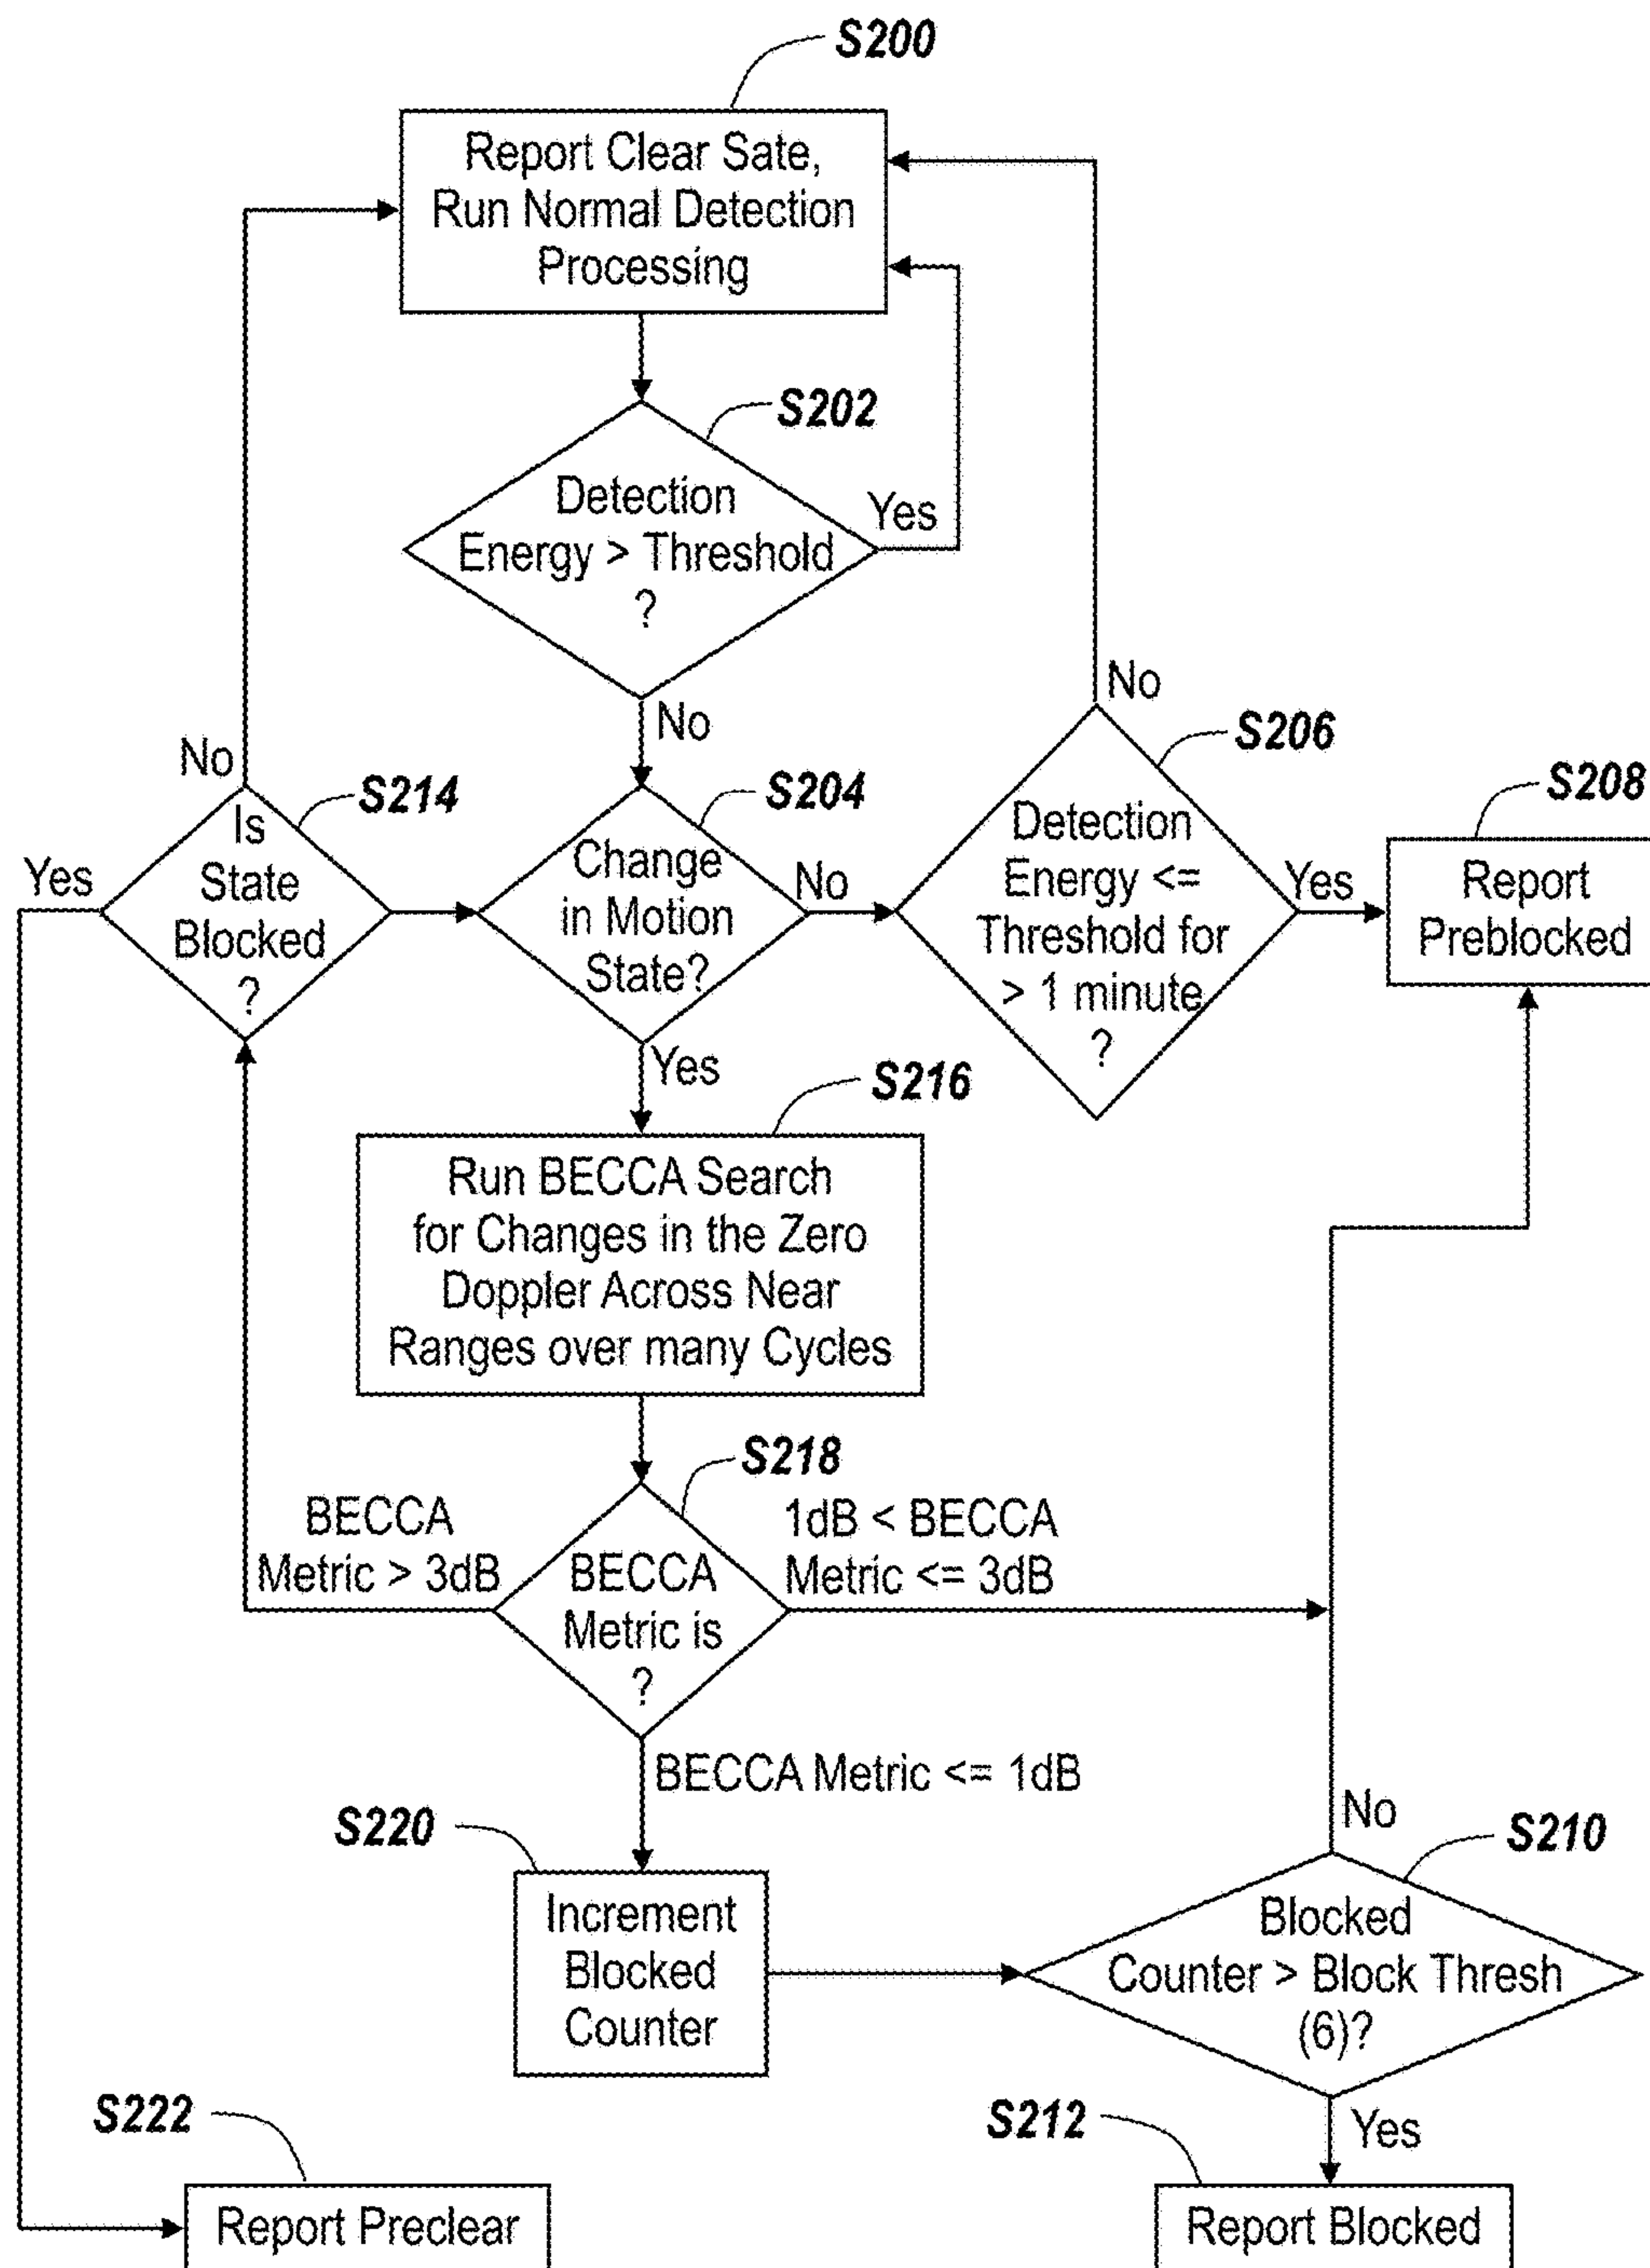 S200
Report Clear Sate,
Run Normal Detection
Processing
S202
Detection
Energy > Threshold
?
Yes
No
No
S206
Detection
Energy <=
Threshold for
> 1 minute
?
Yes
S208
Report
Preblocked
No
S214
Is
State
Blocked
?
Yes
S204
Change
in Motion
State?
No
Yes
S216
Run BECCA Search
for Changes in the Zero
Doppler Across Near
Ranges over many Cycles
S218
BECCA
Metric is
?
BECCA
Metric > 3dB
1dB < BECCA
Metric <= 3dB
BECCA Metric <= 1dB
S220
Increment
Blocked
Counter
No
S210
Blocked
Counter > Block Thresh
(6)?
Yes
S222
Report Preclear
S212
Report Blocked